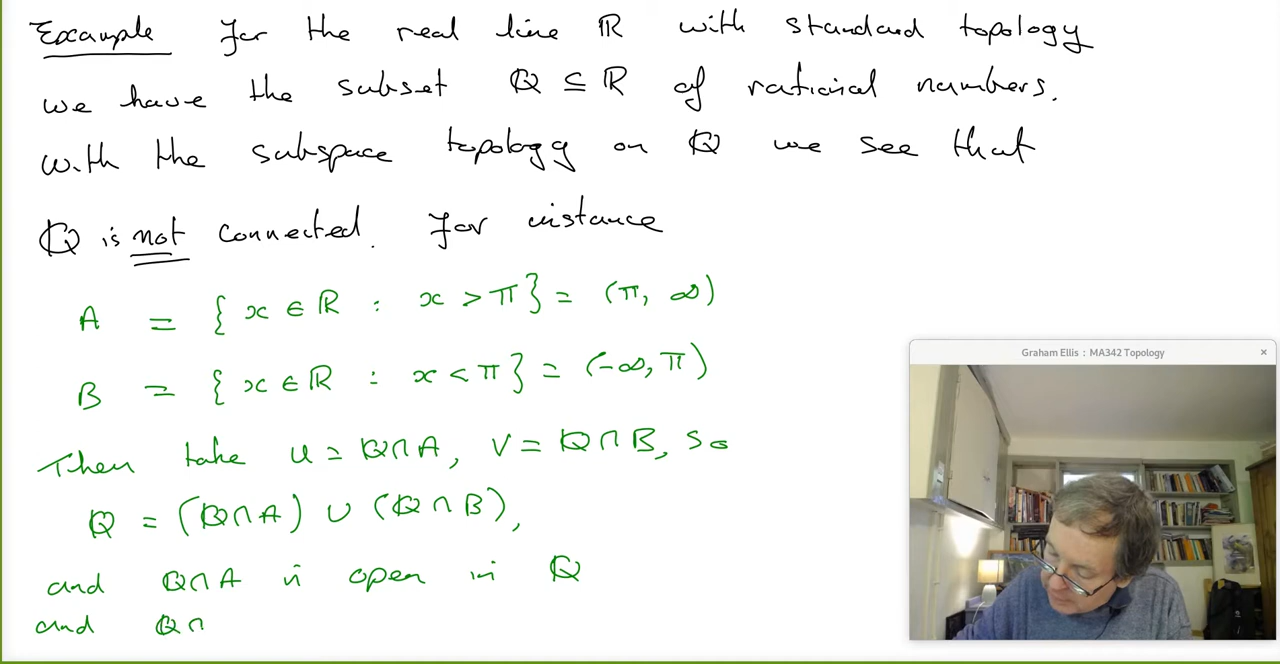 Example For the real line ℝ with standard topology
we have the subset ℚ ⊆ ℝ of rational numbers.
With the subspace topology on ℚ we see that
ℚ is not connected. For instance
A = { x ∈ ℝ : x > π } = (π, ∞)
B = { x ∈ ℝ : x < π } = (-∞, π)
Then take U = ℚ∩A, V = ℚ∩B, so
ℚ = (ℚ∩A) ∪ (ℚ∩B),
and ℚ∩A is open in ℚ
and ℚ∩
Graham Ellis : MA342 Topology ×